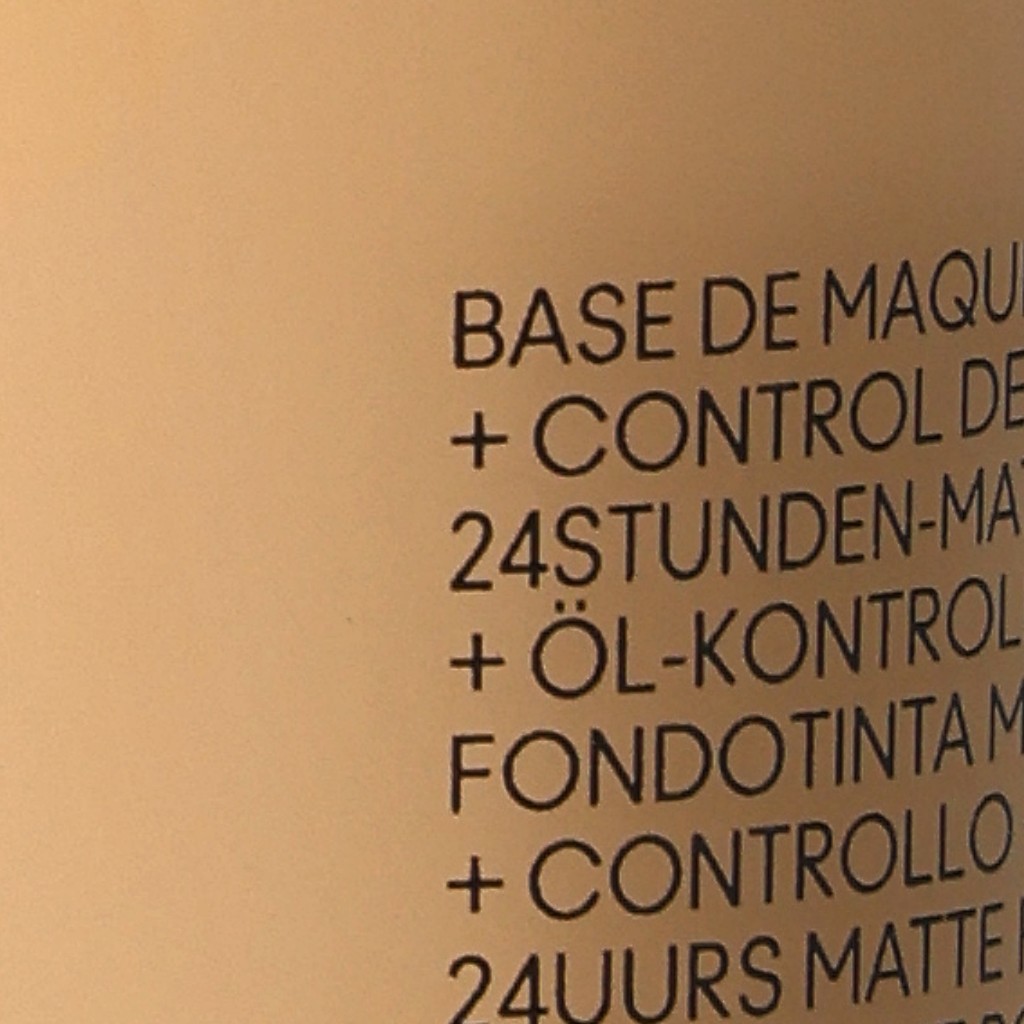 BASE DE MAQU
+ CONTROL DE
24STUNDEN-MA
+ ÖL-KONTROL
FONDOTINTA M
+ CONTROLLO
24UURS MATTE